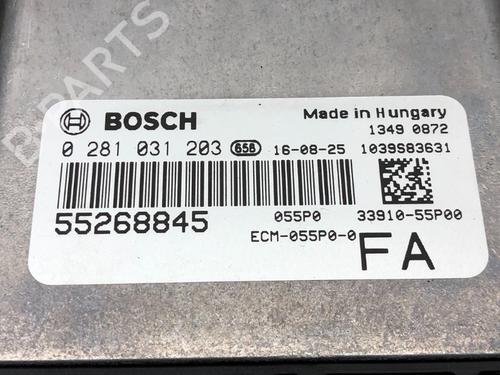 B-PARTS
BOSCH
Made in Hungary
1349 0872
0 281 031 203 656 16-08-25 1039S83631
55268845
055P0 33910-55P00
ECM-055P0-0
FA